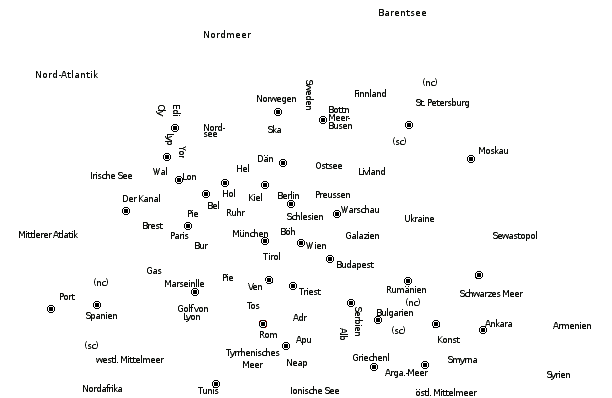 Barentsee
Nordmeer
Nord-Atlantik
(nc)
Finnland
Sweden
Norwegen
St. Petersburg
Bottn
Meer-
Busen
Cly
Edi
Nord-
see
Ska
(sc)
Lvp
Yor
Moskau
Dän
Ostsee
Livland
Wal
Lon
Hel
Irische See
Hol
Kiel
Berlin
Preussen
Der Kanal
Bel
Pie
Ruhr
Schlesien
Warschau
Ukraine
Brest
Paris
München
Böh
Galazien
Sewastopol
Mittlerer Atlatik
Bur
Wien
Tirol
Budapest
Gas
(nc)
Marseinlle
Pie
Ven
Triest
Rumänien
Schwarzes Meer
Port
Spanien
Golf von
Lyon
Tos
Adr
Serbien
(nc)
Bulgarien
(sc)
Ankara
Armenien
Rom
Apu
Alb
Konst
(sc)
westl. Mittelmeer
Tyrrhenisches
Meer
Neap
Griechenl
Smyrna
Arga.-Meer
Syrien
Nordafrika
Tunis
Ionische See
östl. Mittelmeer